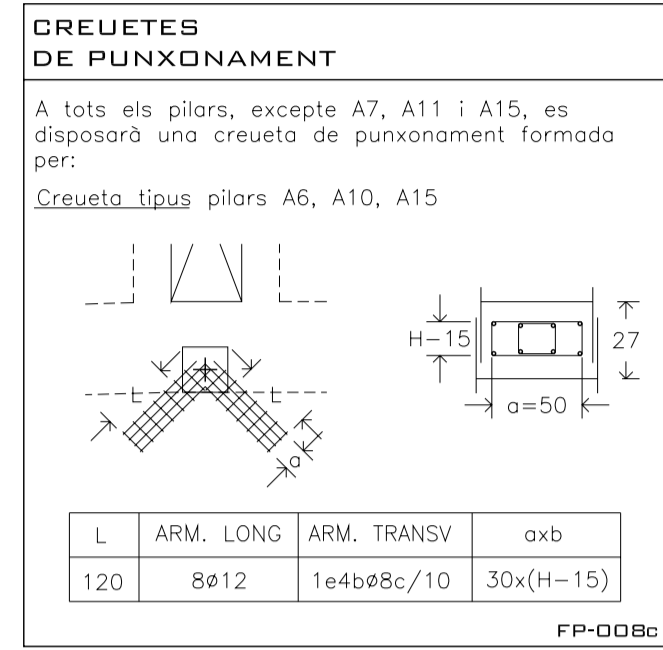 CREUETES
DE PUNXONAMENT
A tots els pilars, excepte A7, A11 i A15, es
disposarà una creueta de punxonament formada
per:
Creueta tipus pilars A6, A10, A15
H-15
27
a=50
L
L
a
L ARM. LONG ARM. TRANSV axb
120 8ø12 1e4bø8c/10 30x(H-15)
FP-008c